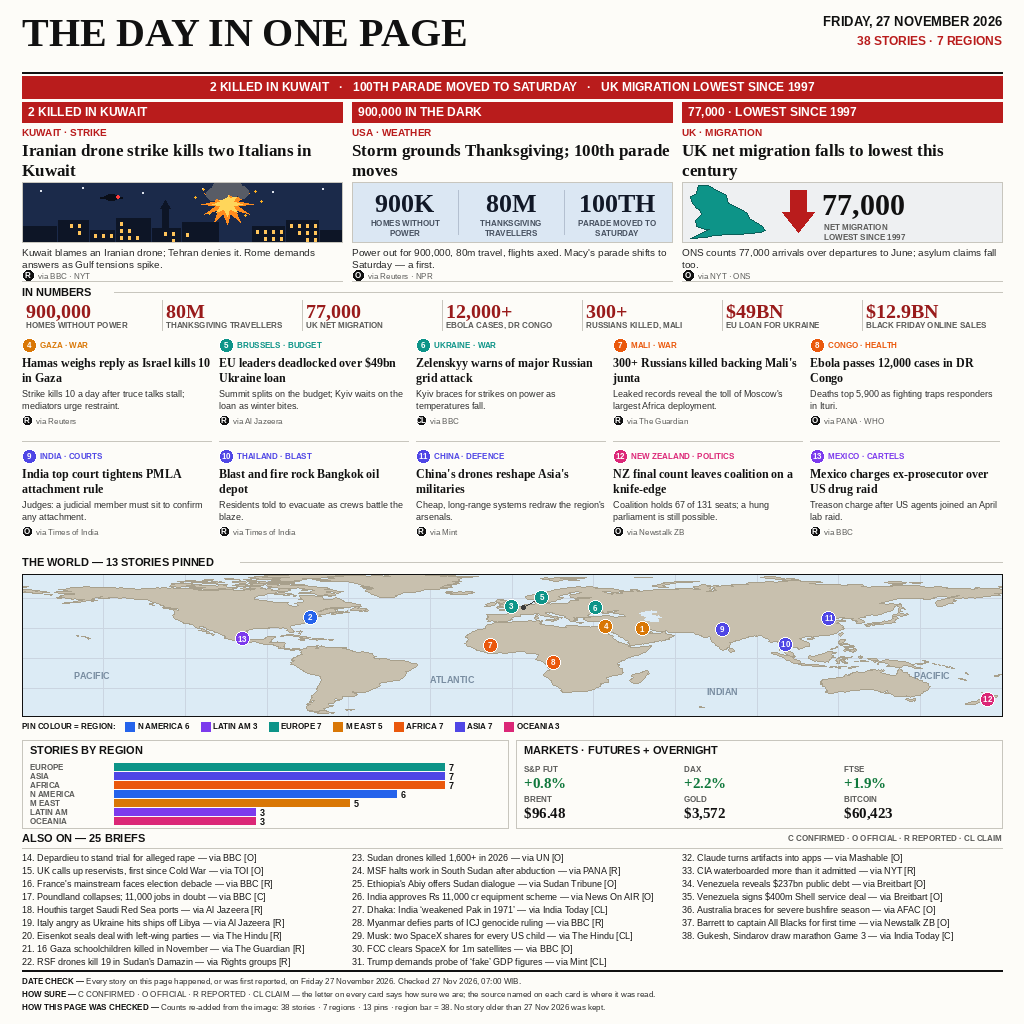 THE DAY IN ONE PAGE
FRIDAY, 27 NOVEMBER 2026
38 STORIES · 7 REGIONS
2 KILLED IN KUWAIT · 100TH PARADE MOVED TO SATURDAY · UK MIGRATION LOWEST SINCE 1997
2 KILLED IN KUWAIT
KUWAIT · STRIKE
Iranian drone strike kills two Italians in
Kuwait
Kuwait blames an Iranian drone; Tehran denies it. Rome demands
answers as Gulf tensions spike.
R via BBC · NYT
900,000 IN THE DARK
USA · WEATHER
Storm grounds Thanksgiving; 100th parade
moves
900K
HOMES WITHOUT
POWER
80M
THANKSGIVING
TRAVELLERS
100TH
PARADE MOVED TO
SATURDAY
Power out for 900,000, 80m travel, flights axed. Macy's parade shifts to
Saturday — a first.
O via Reuters · NPR
77,000 · LOWEST SINCE 1997
UK · MIGRATION
UK net migration falls to lowest this
century
77,000
NET MIGRATION
LOWEST SINCE 1997
ONS counts 77,000 arrivals over departures to June; asylum claims fall
too.
O via NYT · ONS
IN NUMBERS
900,000
HOMES WITHOUT POWER
80M
THANKSGIVING TRAVELLERS
77,000
UK NET MIGRATION
12,000+
EBOLA CASES, DR CONGO
300+
RUSSIANS KILLED, MALI
$49BN
EU LOAN FOR UKRAINE
$12.9BN
BLACK FRIDAY ONLINE SALES
4 GAZA · WAR
Hamas weighs reply as Israel kills 10
in Gaza
Strike kills 10 a day after truce talks stall;
mediators urge restraint.
R via Reuters
5 BRUSSELS · BUDGET
EU leaders deadlocked over $49bn
Ukraine loan
Summit splits on the budget; Kyiv waits on the
loan as winter bites.
R via Al Jazeera
6 UKRAINE · WAR
Zelenskyy warns of major Russian
grid attack
Kyiv braces for strikes on power as
temperatures fall.
CL via BBC
7 MALI · WAR
300+ Russians killed backing Mali's
junta
Leaked records reveal the toll of Moscow's
largest Africa deployment.
R via The Guardian
8 CONGO · HEALTH
Ebola passes 12,000 cases in DR
Congo
Deaths top 5,900 as fighting traps responders
in Ituri.
O via PANA · WHO
9 INDIA · COURTS
India top court tightens PMLA
attachment rule
Judges: a judicial member must sit to confirm
any attachment.
O via Times of India
10 THAILAND · BLAST
Blast and fire rock Bangkok oil
depot
Residents told to evacuate as crews battle the
blaze.
R via Times of India
11 CHINA · DEFENCE
China's drones reshape Asia's
militaries
Cheap, long-range systems redraw the region's
arsenals.
R via Mint
12 NEW ZEALAND · POLITICS
NZ final count leaves coalition on a
knife-edge
Coalition holds 67 of 131 seats; a hung
parliament is still possible.
O via Newstalk ZB
13 MEXICO · CARTELS
Mexico charges ex-prosecutor over
US drug raid
Treason charge after US agents joined an April
lab raid.
R via BBC
THE WORLD — 13 STORIES PINNED
1
2
3
4
5
6
7
8
9
10
11
12
13
PACIFIC
ATLANTIC
INDIAN
PACIFIC
PIN COLOUR = REGION: N AMERICA 6 LATIN AM 3 EUROPE 7 M EAST 5 AFRICA 7 ASIA 7 OCEANIA 3
STORIES BY REGION
EUROPE 7
ASIA 7
AFRICA 7
N AMERICA 6
M EAST 5
LATIN AM 3
OCEANIA 3
MARKETS · FUTURES + OVERNIGHT
S&P FUT
+0.8%
DAX
+2.2%
FTSE
+1.9%
BRENT
$96.48
GOLD
$3,572
BITCOIN
$60,423
ALSO ON — 25 BRIEFS
C CONFIRMED · O OFFICIAL · R REPORTED · CL CLAIM
14. Depardieu to stand trial for alleged rape — via BBC [O]
15. UK calls up reservists, first since Cold War — via TOI [O]
16. France's mainstream faces election debacle — via BBC [R]
17. Poundland collapses; 11,000 jobs in doubt — via BBC [C]
18. Houthis target Saudi Red Sea ports — via Al Jazeera [R]
19. Italy angry as Ukraine hits ships off Libya — via Al Jazeera [R]
20. Eisenkot seals deal with left-wing parties — via The Hindu [R]
21. 16 Gaza schoolchildren killed in November — via The Guardian [R]
22. RSF drones kill 19 in Sudan's Damazin — via Rights groups [R]
23. Sudan drones killed 1,600+ in 2026 — via UN [O]
24. MSF halts work in South Sudan after abduction — via PANA [R]
25. Ethiopia's Abiy offers Sudan dialogue — via Sudan Tribune [O]
26. India approves Rs 11,000 cr equipment scheme — via News On AIR [O]
27. Dhaka: India 'weakened Pak in 1971' — via India Today [CL]
28. Myanmar defies parts of ICJ genocide ruling — via BBC [R]
29. Musk: two SpaceX shares for every US child — via The Hindu [CL]
30. FCC clears SpaceX for 1m satellites — via BBC [O]
31. Trump demands probe of 'fake' GDP figures — via Mint [CL]
32. Claude turns artifacts into apps — via Mashable [O]
33. CIA waterboarded more than it admitted — via NYT [R]
34. Venezuela reveals $237bn public debt — via Breitbart [O]
35. Venezuela signs $400m Shell service deal — via Breitbart [O]
36. Australia braces for severe bushfire season — via AFAC [O]
37. Barrett to captain All Blacks for first time — via Newstalk ZB [O]
38. Gukesh, Sindarov draw marathon Game 3 — via India Today [C]
DATE CHECK — Every story on this page happened, or was first reported, on Friday 27 November 2026. Checked 27 Nov 2026, 07:00 WIB.
HOW SURE — C CONFIRMED · O OFFICIAL · R REPORTED · CL CLAIM — the letter on every card says how sure we are; the source named on each card is where it was read.
HOW THIS PAGE WAS CHECKED — Counts re-added from the image: 38 stories · 7 regions · 13 pins · region bar = 38. No story older than 27 Nov 2026 was kept.